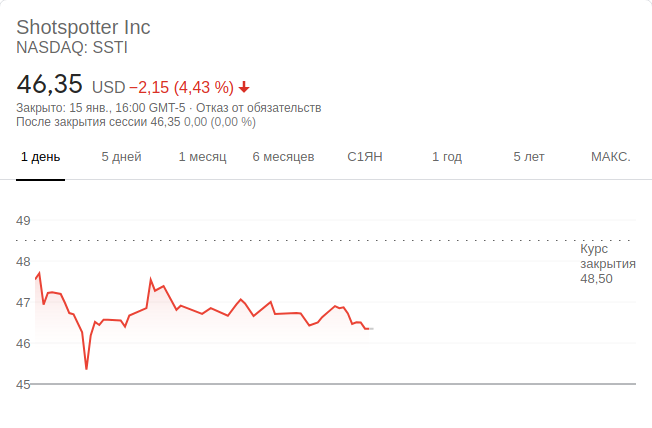 Shotspotter Inc
NASDAQ: SSTI
46,35 USD −2,15 (4,43 %)
Закрыто: 15 янв., 16:00 GMT-5 · Отказ от обязательств
После закрытия сессии 46,35 0,00 (0,00 %)
1 день 5 дней 1 месяц 6 месяцев С1ЯН 1 год 5 лет МАКС.
49
Курс
48 закрытия
48,50
47
46
45